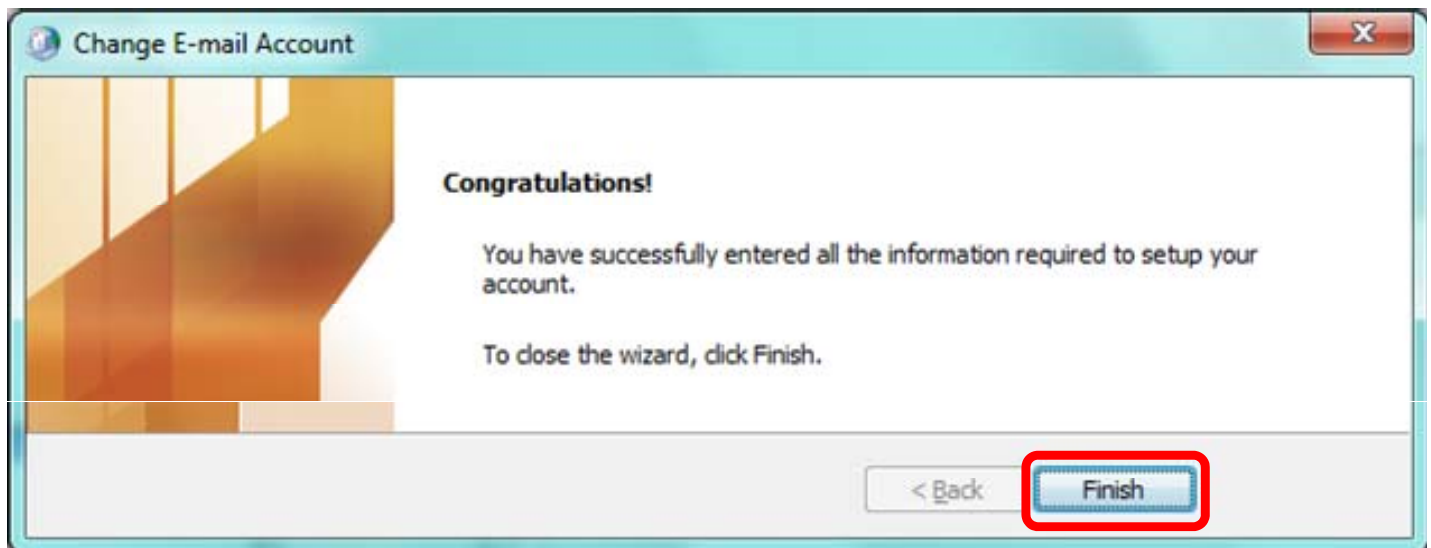 Change E-mail Account
Congratulations!
You have successfully entered all the information required to setup your
account.
To close the wizard, click Finish.
< Back
Finish